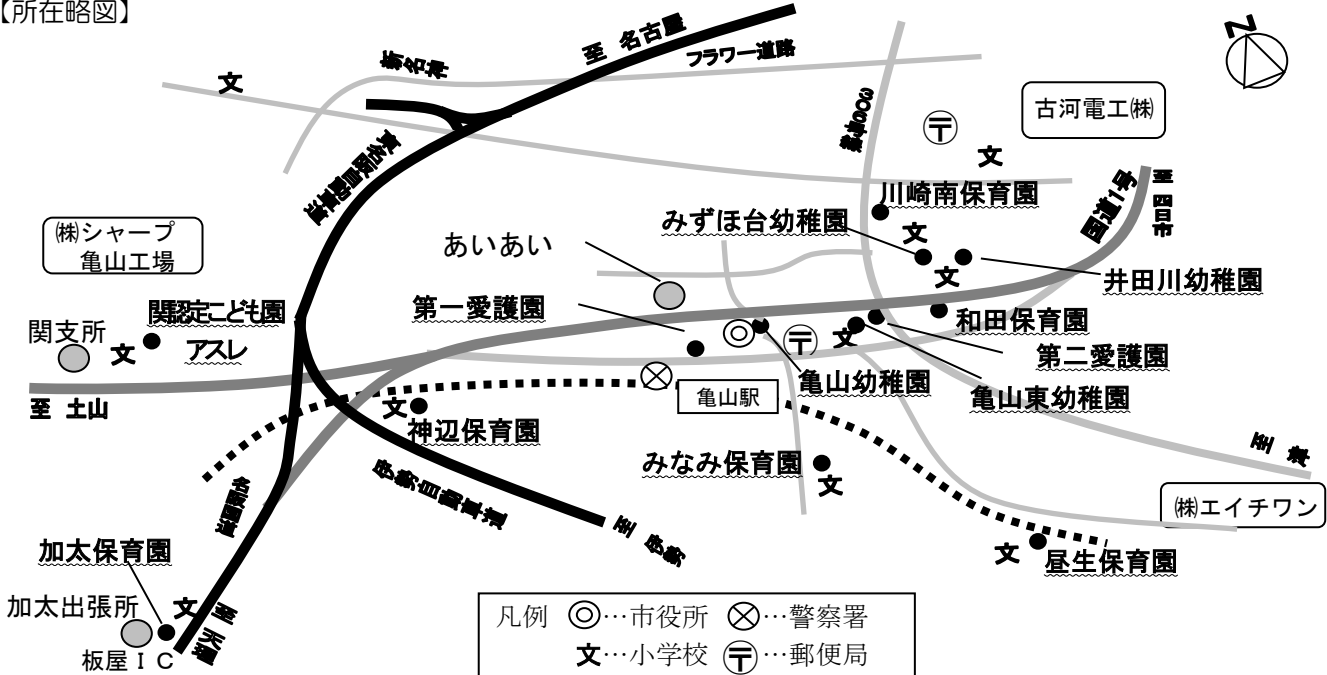 【所在略図】
至 名古屋
新名神
フラワー道路
文
〒
文
古河電工㈱
東名阪自動車道
川崎南保育園
国道1号
至 四日市
みずほ台幼稚園
文
㈱シャープ
亀山工場
あいあい
文
井田川幼稚園
第一愛護園
関認定こども園
アスレ
和田保育園
関支所
文
〒
文
第二愛護園
亀山幼稚園
亀山駅
亀山東幼稚園
至 土山
文
神辺保育園
至 津
みなみ保育園
文
伊勢自動車道
㈱エイチワン
名阪国道
至 伊勢
加太保育園
文
昼生保育園
加太出張所
文
至 天理
板屋ＩＣ
凡例 ◎…市役所 ⊗…警察署
文…小学校 〒…郵便局